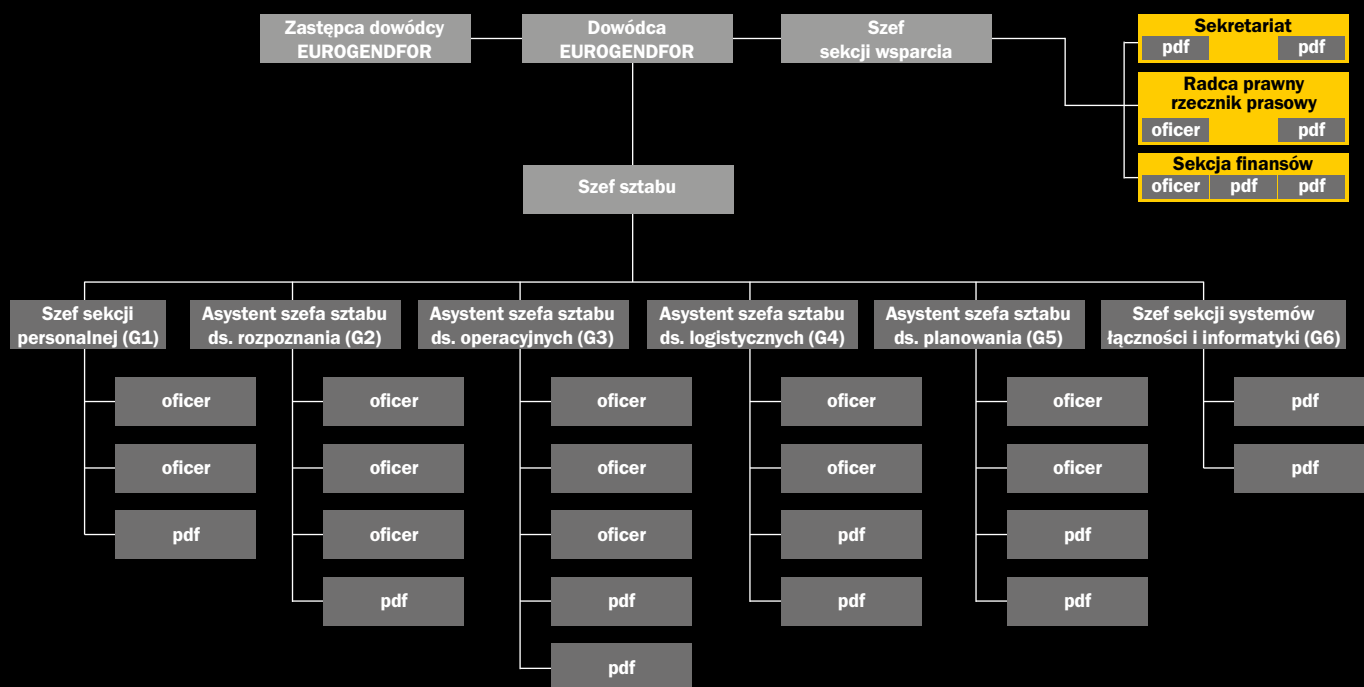 Zastępca dowódcy
EUROGENDFOR
Dowódca
EUROGENDFOR
Szef
sekcji wsparcia
Sekretariat
pdf pdf
Radca prawny
rzecznik prasowy
oficer pdf
Sekcja finansów
oficer pdf pdf
Szef sztabu
Szef sekcji
personalnej (G1)
oficer
oficer
pdf
Asystent szefa sztabu
ds. rozpoznania (G2)
oficer
oficer
oficer
pdf
Asystent szefa sztabu
ds. operacyjnych (G3)
oficer
oficer
oficer
pdf
pdf
Asystent szefa sztabu
ds. logistycznych (G4)
oficer
oficer
pdf
pdf
Asystent szefa sztabu
ds. planowania (G5)
oficer
oficer
pdf
pdf
Szef sekcji systemów
łączności i informatyki (G6)
pdf
pdf